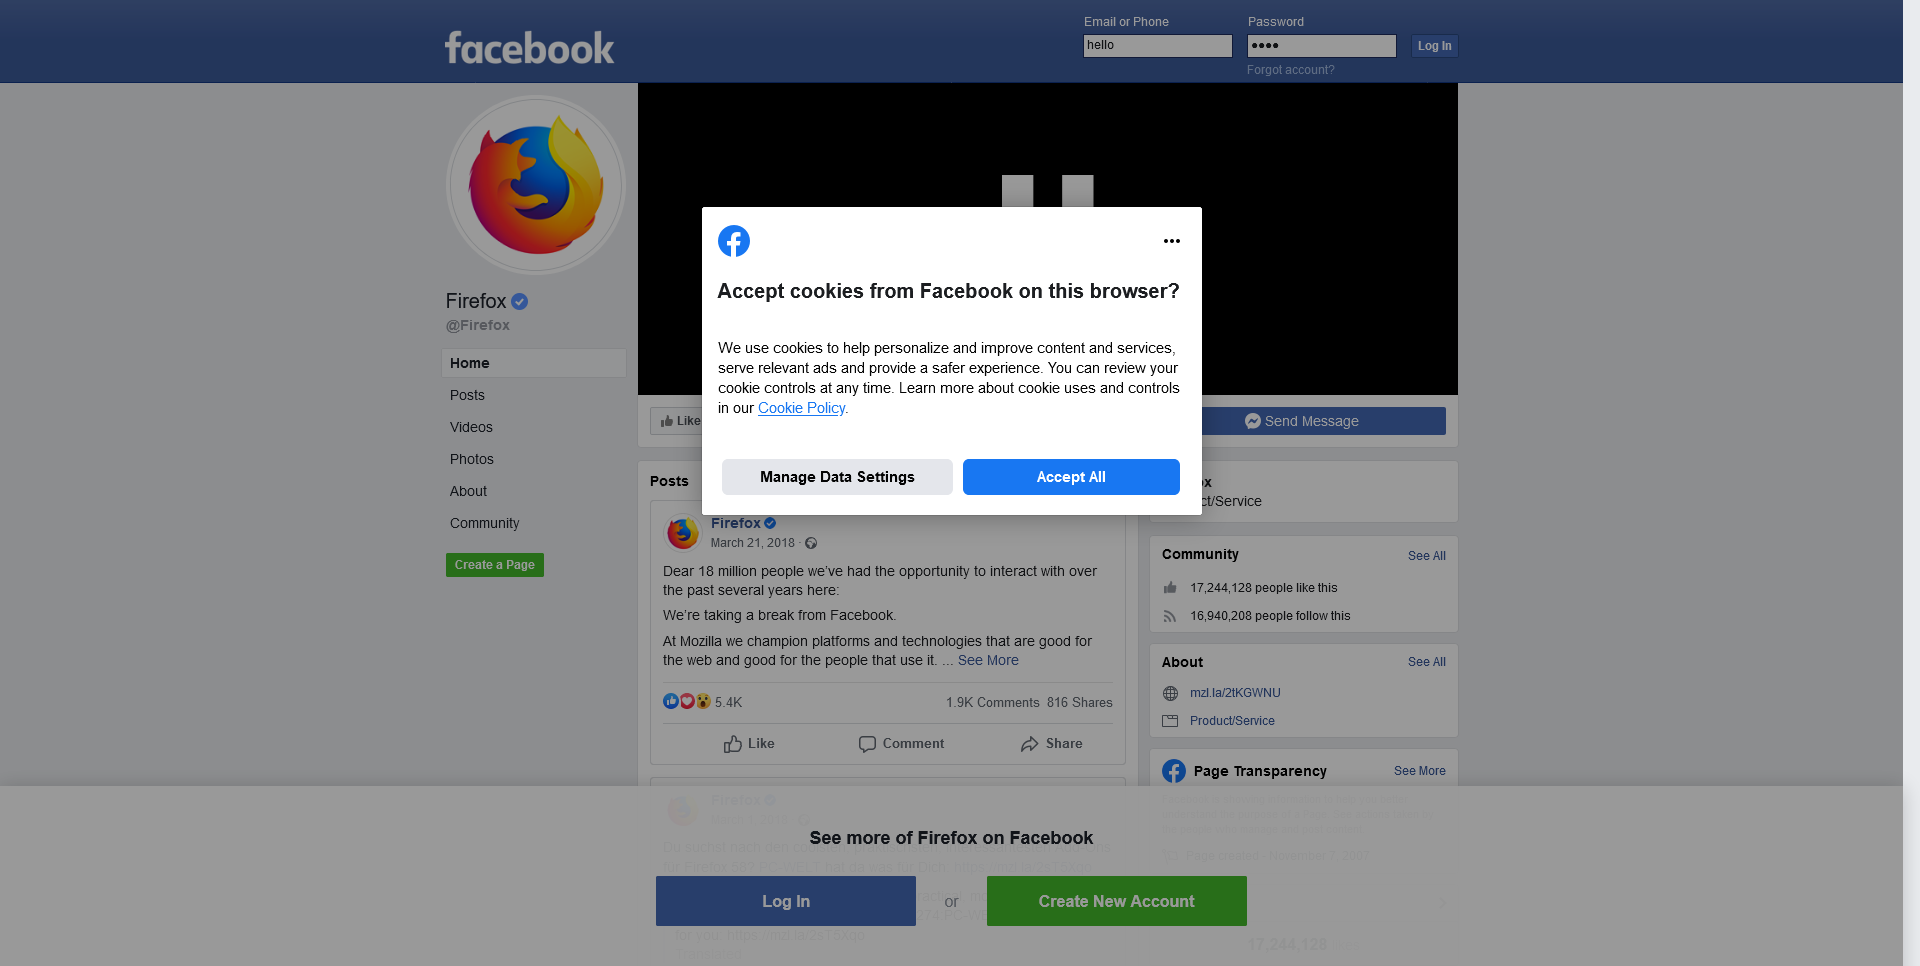 facebook
Email or Phone
Password
hello
Log In
Forgot account?
Firefox
@Firefox
Home
Posts
Videos
Photos
About
Community
Create a Page
Accept cookies from Facebook on this browser?
We use cookies to help personalize and improve content and services,
serve relevant ads and provide a safer experience. You can review your
cookie controls at any time. Learn more about cookie uses and controls
in our Cookie Policy.
Manage Data Settings
Accept All
Like
Send Message
Posts
Firefox
March 21, 2018 ·
Dear 18 million people we've had the opportunity to interact with over
the past several years here:
We're taking a break from Facebook.
At Mozilla we champion platforms and technologies that are good for
the web and good for the people that use it. ... See More
5.4K
1.9K Comments 816 Shares
Like
Comment
Share
ox
ct/Service
Community
See All
17,244,128 people like this
16,940,208 people follow this
About
See All
mzl.la/2tKGWNU
Product/Service
Page Transparency
See More
Firefox
See more of Firefox on Facebook
Log In
or
Create New Account
17,244,128